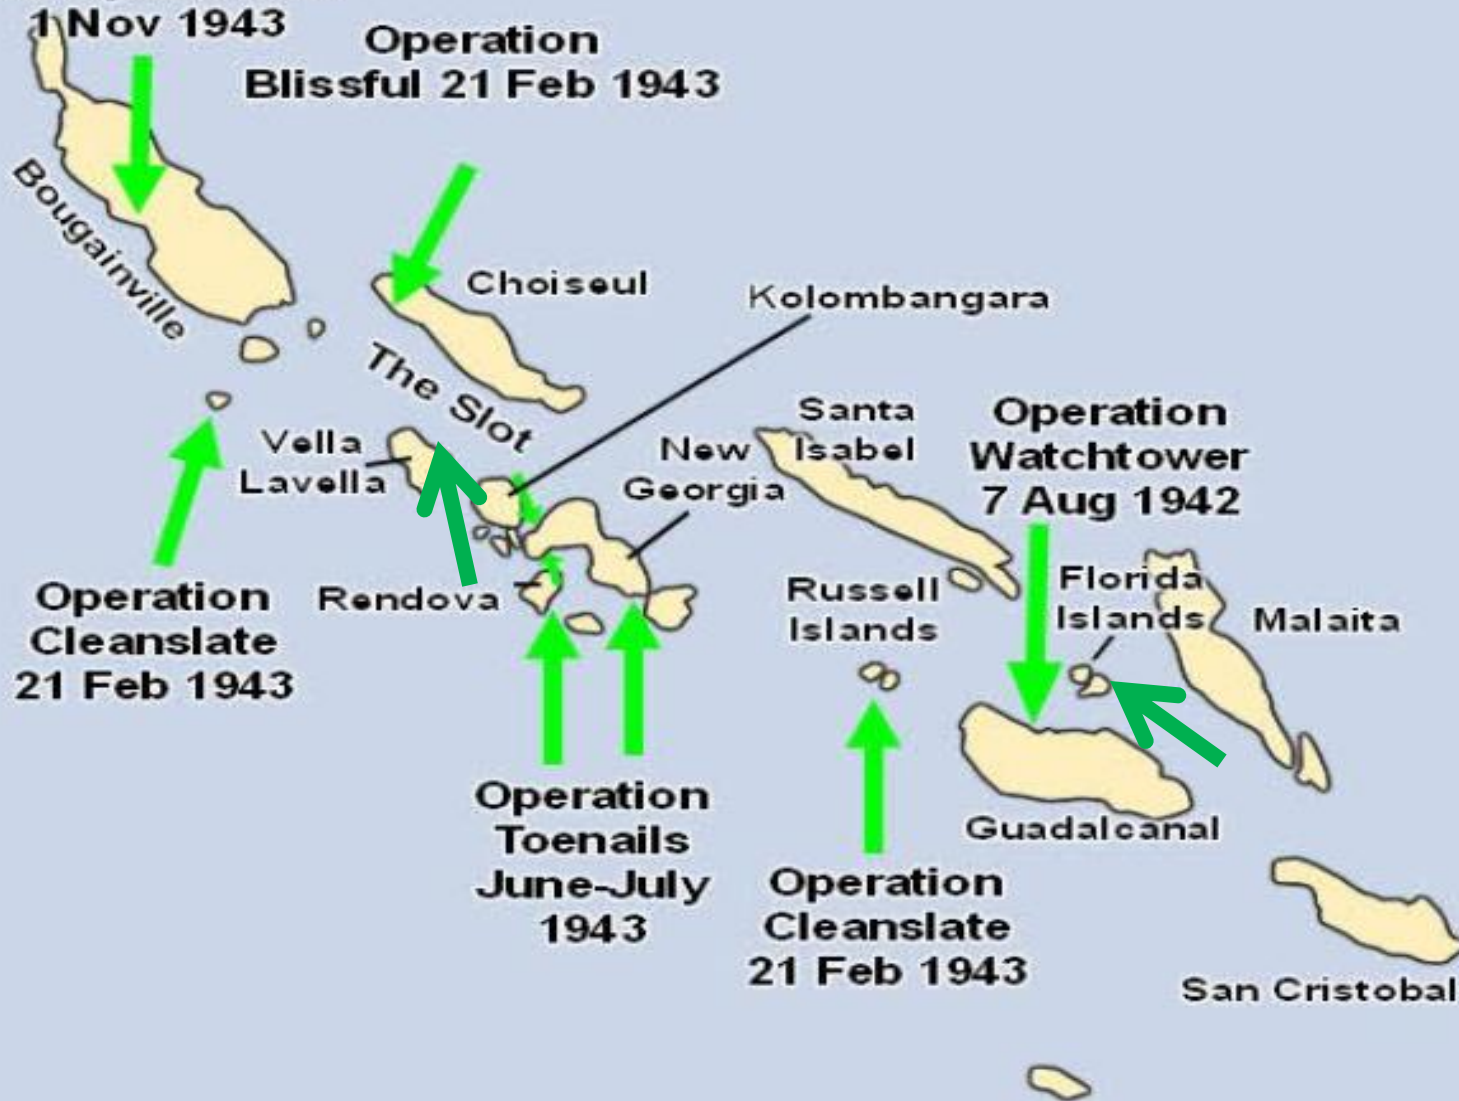 1 Nov 1943
Operation
Blissful 21 Feb 1943
Bougainville
Choiseul
Kolombangara
The Slot
Santa
Isabel
Operation
Watchtower
7 Aug 1942
Vella
Lavella
New
Georgia
Operation
Cleanslate
21 Feb 1943
Rendova
Russell
Islands
Florida
Islands
Malaita
Operation
Toenails
June-July
1943
Guadalcanal
Operation
Cleanslate
21 Feb 1943
San Cristobal